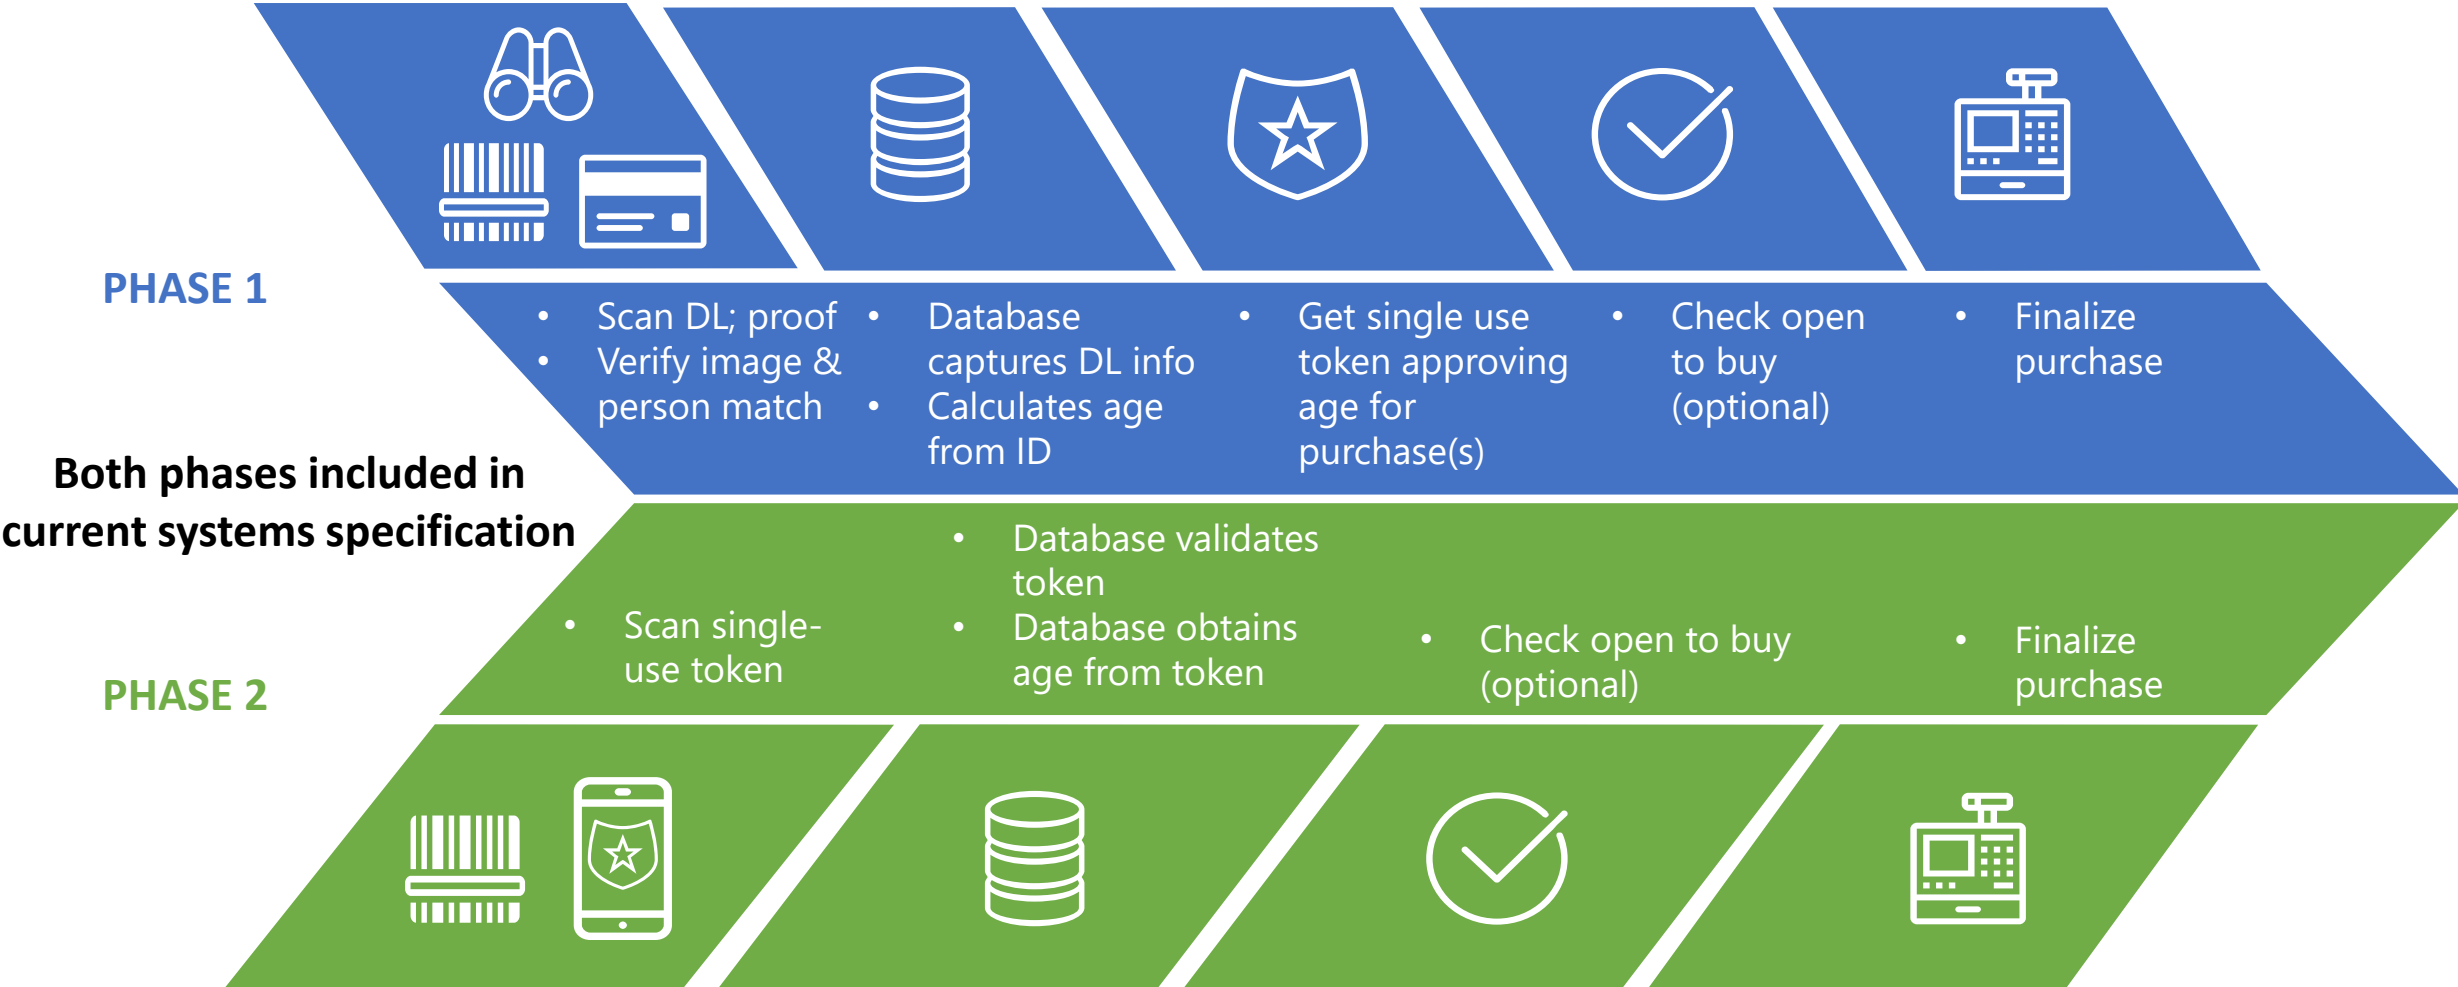 PHASE 1
• Scan DL; proof
• Verify image &
person match
• Database
captures DL info
• Calculates age
from ID
• Get single use
token approving
age for
purchase(s)
• Check open
to buy
(optional)
• Finalize
purchase
Both phases included in
current systems specification
PHASE 2
• Scan single-
use token
• Database validates
token
• Database obtains
age from token
• Check open to buy
(optional)
• Finalize
purchase